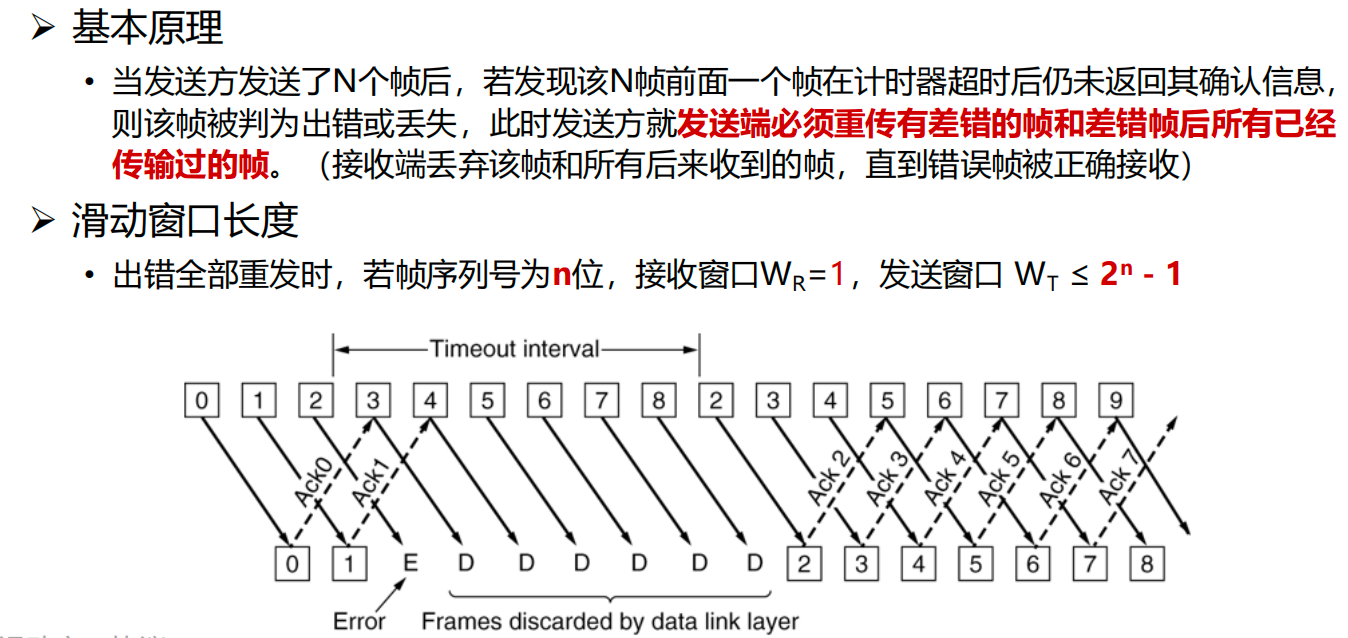 ➢ 基本原理
• 当发送方发送了N个帧后，若发现该N帧前面一个帧在计时器超时后仍未返回其确认信息，
则该帧被判为出错或丢失，此时发送方就发送端必须重传有差错的帧和差错帧后所有已经
传输过的帧。（接收端丢弃该帧和所有后来收到的帧，直到错误帧被正确接收）
➢ 滑动窗口长度
• 出错全部重发时，若帧序列号为n位，接收窗口WR=1，发送窗口 WT ≤ 2ⁿ - 1
Timeout interval
0 1 2 3 4 5 6 7 8 2 3 4 5 6 7 8 9
Ack0 Ack1 Ack 2 Ack 3 Ack 4 Ack 5 Ack 6 Ack 7
0 1 E D D D D D D 2 3 4 5 6 7 8
Error Frames discarded by data link layer